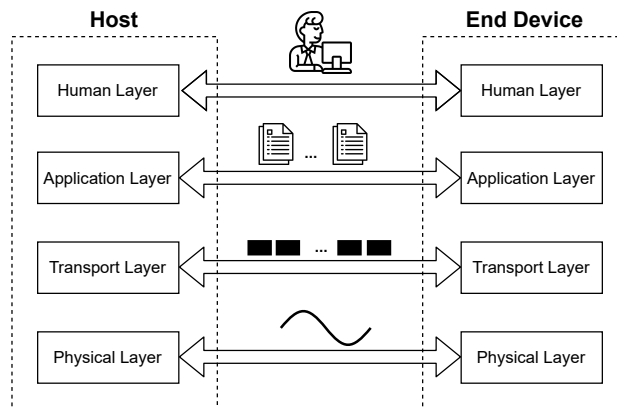 Host End Device
Human Layer Human Layer
...
Application Layer Application Layer
...
Transport Layer Transport Layer
Physical Layer Physical Layer